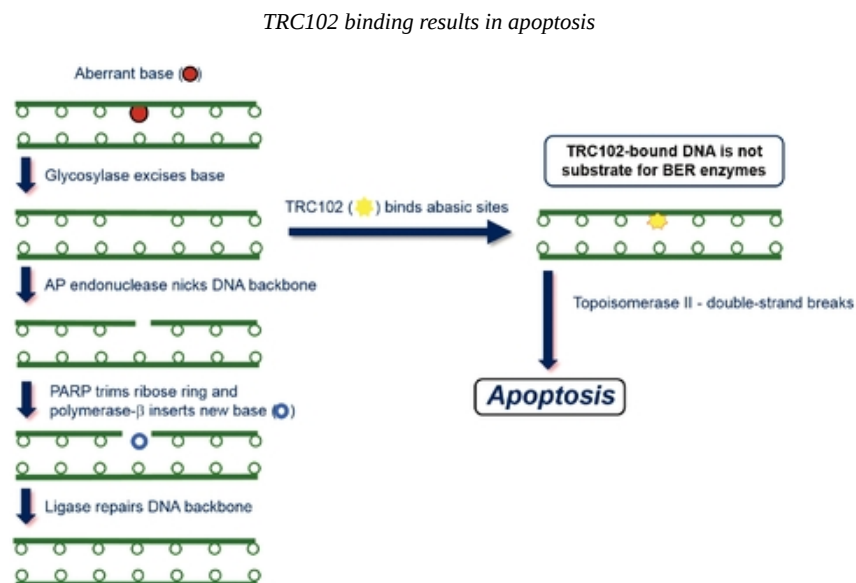 TRC102 binding results in apoptosis
Aberrant base ( )
Glycosylase excises base
TRC102 ( ) binds abasic sites
TRC102-bound DNA is not
substrate for BER enzymes
AP endonuclease nicks DNA backbone
Topoisomerase II - double-strand breaks
PARP trims ribose ring and
polymerase-β inserts new base ( )
Apoptosis
Ligase repairs DNA backbone